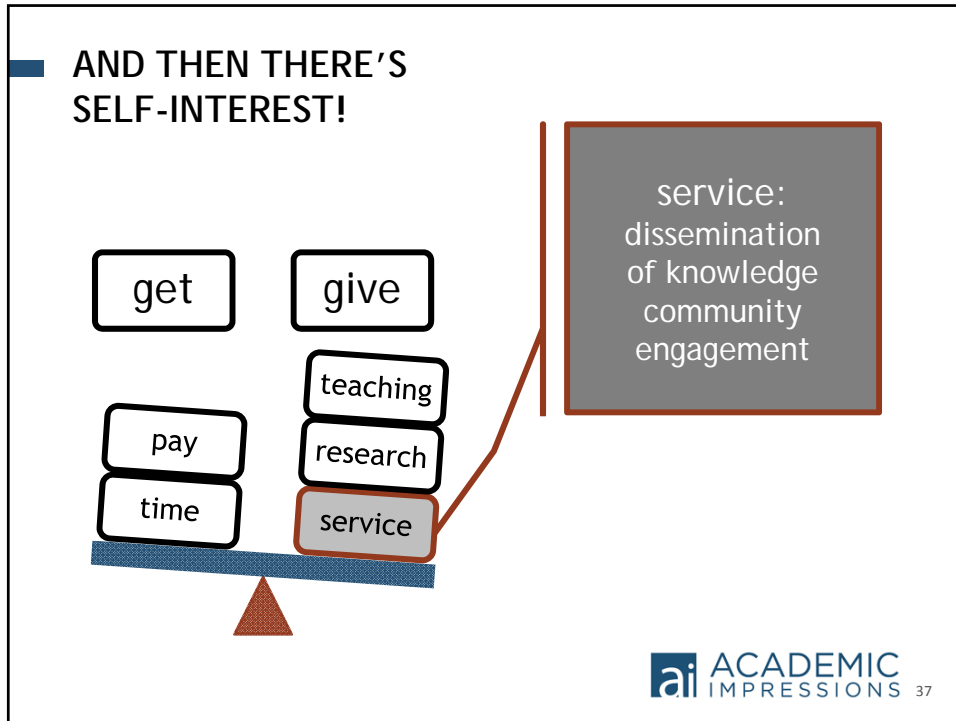 AND THEN THERE'S
SELF-INTEREST!
get
give
pay
time
teaching
research
service
service:
dissemination
of knowledge
community
engagement
ai ACADEMIC
IMPRESSIONS
37